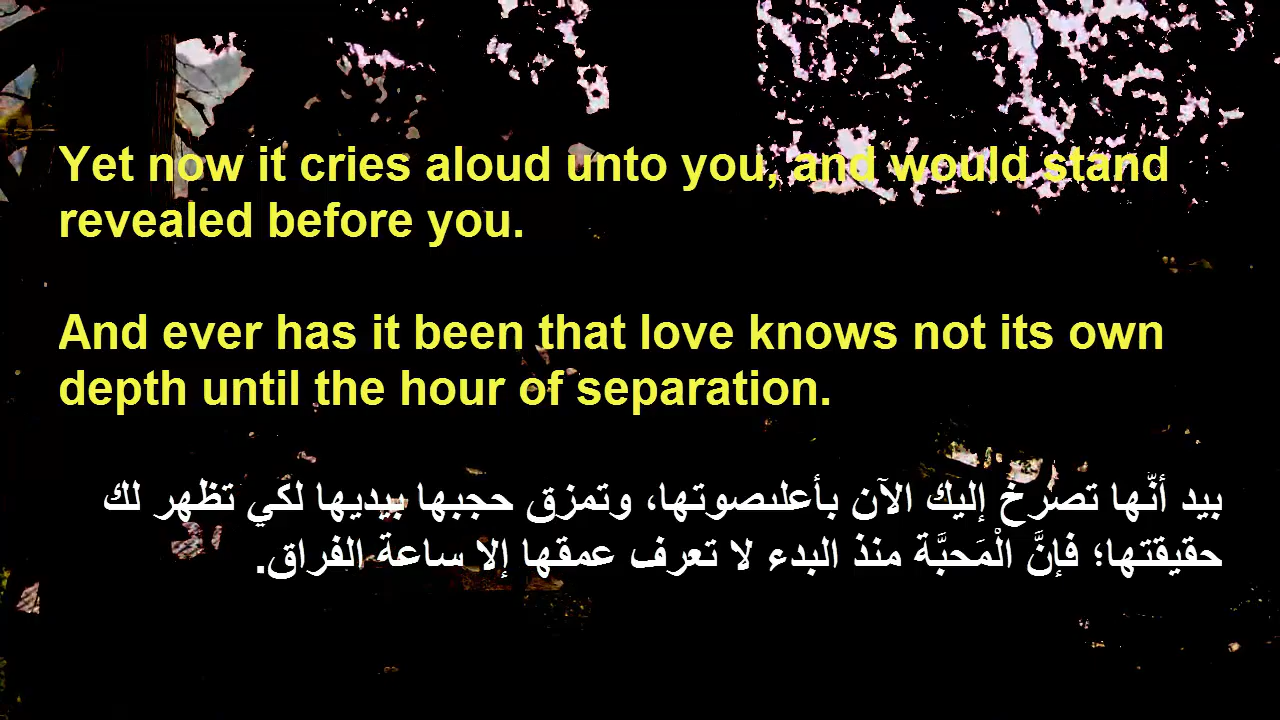 Yet now it cries aloud unto you, and would stand
revealed before you.
And ever has it been that love knows not its own
depth until the hour of separation.
بيد أنّها تصرخ إليك الآن بأعلىصوتها، وتمزق حجبها بيديها لكي تظهر لك
حقيقتها؛ فإنَّ الْمَحبَّة منذ البدء لا تعرف عمقها إلا ساعة الفراق.